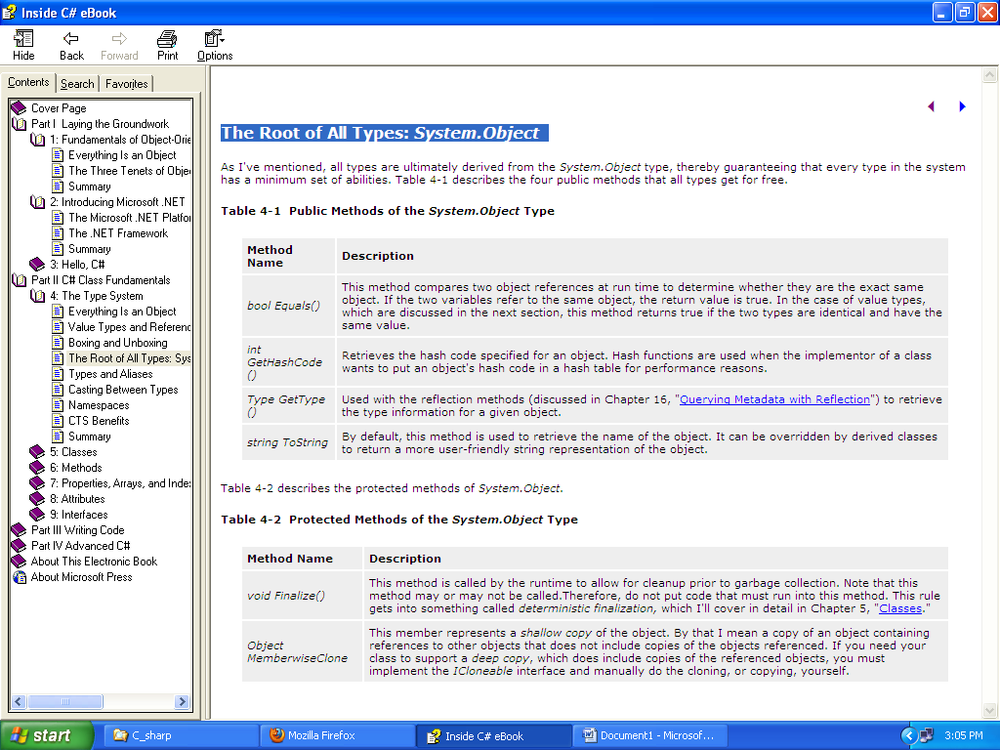 Inside C# eBook
Hide Back Forward Print Options
Contents Search Favorites
Cover Page
Part I Laying the Groundwork
1: Fundamentals of Object-Orie
Everything Is an Object
The Three Tenets of Obje
Summary
2: Introducing Microsoft .NET
The Microsoft .NET Platfor
The .NET Framework
Summary
3: Hello, C#
Part II C# Class Fundamentals
4: The Type System
Everything Is an Object
Value Types and Referenc
Boxing and Unboxing
The Root of All Types: Sys
Types and Aliases
Casting Between Types
Namespaces
CTS Benefits
Summary
5: Classes
6: Methods
7: Properties, Arrays, and Inde
8: Attributes
9: Interfaces
Part III Writing Code
Part IV Advanced C#
About This Electronic Book
About Microsoft Press
The Root of All Types: System.Object
As I've mentioned, all types are ultimately derived from the System.Object type, thereby guaranteeing that every type in the system
has a minimum set of abilities. Table 4-1 describes the four public methods that all types get for free.
Table 4-1 Public Methods of the System.Object Type
Method
Name
Description
bool Equals()
This method compares two object references at run time to determine whether they are the exact same
object. If the two variables refer to the same object, the return value is true. In the case of value types,
which are discussed in the next section, this method returns true if the two types are identical and have the
same value.
int
GetHashCode
()
Retrieves the hash code specified for an object. Hash functions are used when the implementor of a class
wants to put an object's hash code in a hash table for performance reasons.
Type GetType
()
Used with the reflection methods (discussed in Chapter 16, "Querying Metadata with Reflection") to retrieve
the type information for a given object.
string ToString
By default, this method is used to retrieve the name of the object. It can be overridden by derived classes
to return a more user-friendly string representation of the object.
Table 4-2 describes the protected methods of System.Object.
Table 4-2 Protected Methods of the System.Object Type
Method Name Description
void Finalize()
This method is called by the runtime to allow for cleanup prior to garbage collection. Note that this
method may or may not be called.Therefore, do not put code that must run into this method. This rule
gets into something called deterministic finalization, which I'll cover in detail in Chapter 5, "Classes."
Object
MemberwiseClone
This member represents a shallow copy of the object. By that I mean a copy of an object containing
references to other objects that does not include copies of the objects referenced. If you need your
class to support a deep copy, which does include copies of the referenced objects, you must
implement the ICloneable interface and manually do the cloning, or copying, yourself.
start C_sharp Mozilla Firefox Inside C# eBook Document1 - Microsof... 3:05 PM